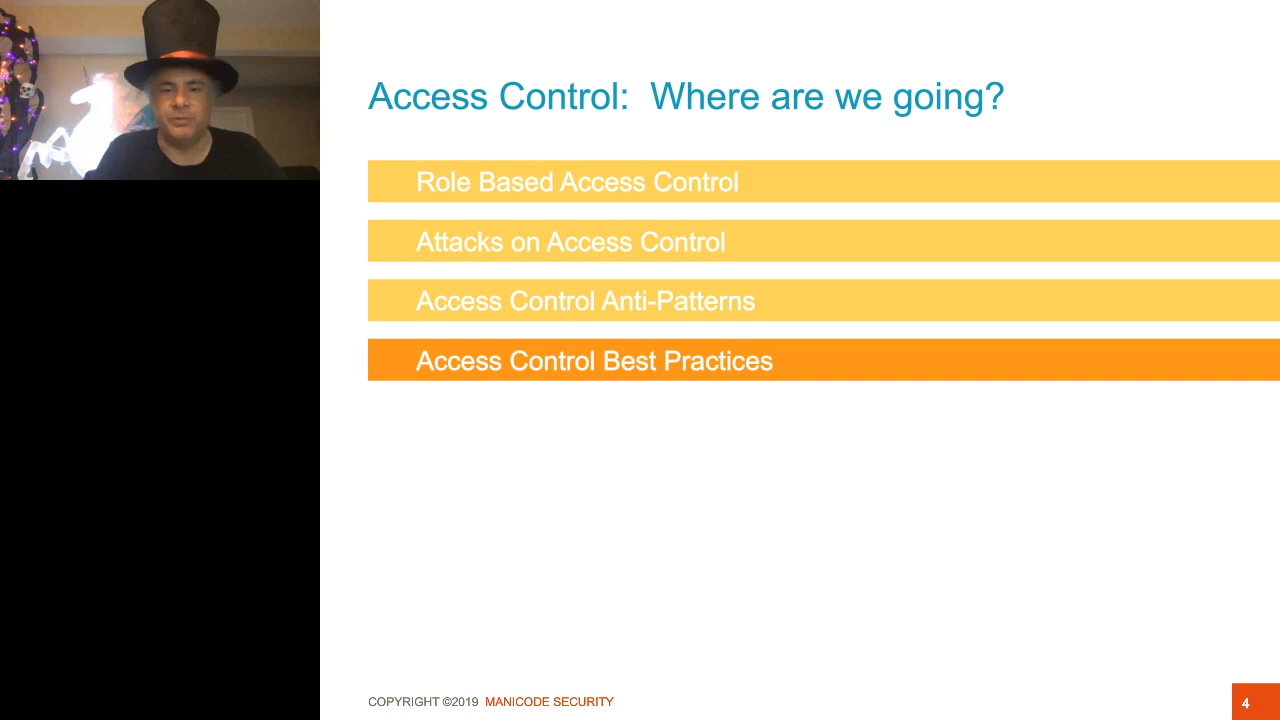 Access Control:  Where are we going?
Role Based Access Control
Attacks on Access Control
Access Control Anti-Patterns
Access Control Best Practices
COPYRIGHT ©2019 MANICODE SECURITY
4